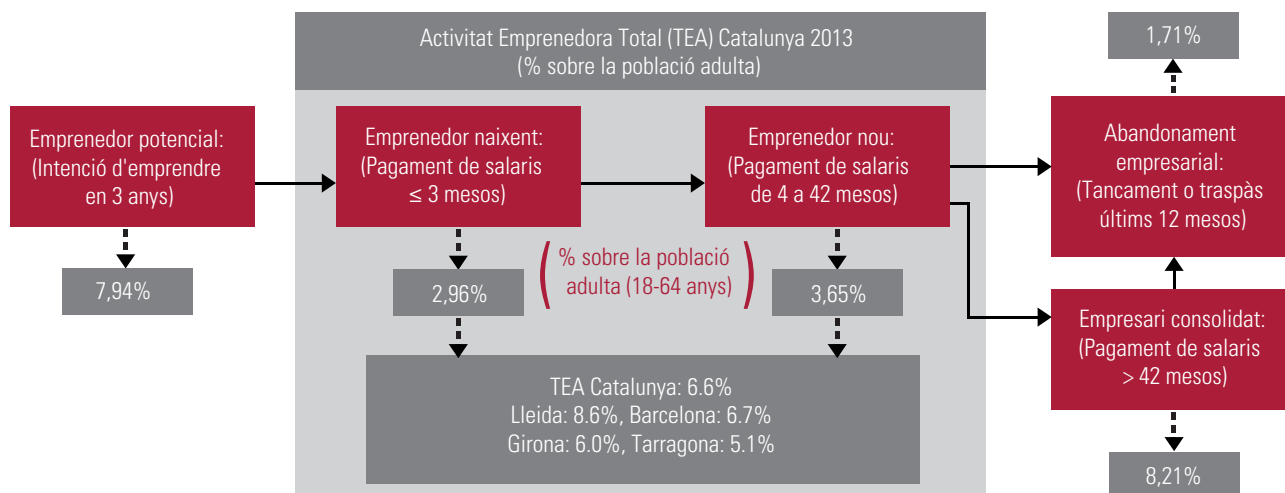 Activitat Emprenedora Total (TEA) Catalunya 2013
(% sobre la població adulta)
1,71%
Emprenedor potencial:
(Intenció d'emprendre
en 3 anys)
Emprenedor naixent:
(Pagament de salaris
≤ 3 mesos)
Emprenedor nou:
(Pagament de salaris
de 4 a 42 mesos)
Abandonament
empresarial:
(Tancament o traspàs
últims 12 mesos)
7,94%
2,96%
(% sobre la població
adulta (18-64 anys))
3,65%
Empresari consolidat:
(Pagament de salaris
> 42 mesos)
TEA Catalunya: 6.6%
Lleida: 8.6%, Barcelona: 6.7%
Girona: 6.0%, Tarragona: 5.1%
8,21%